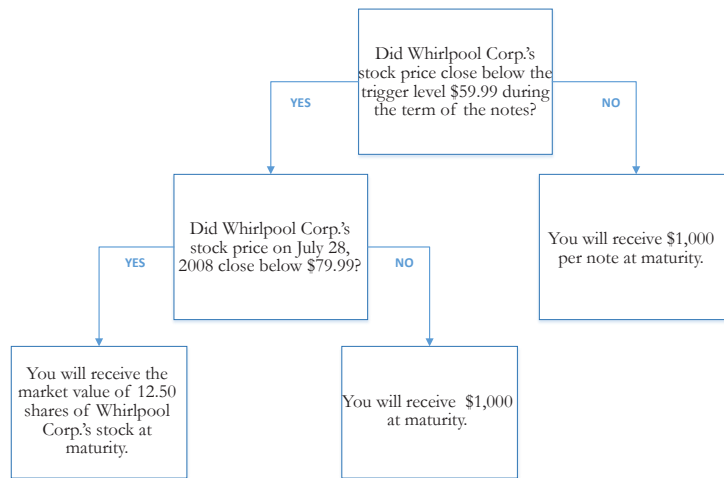 Did Whirlpool Corp.'s
stock price close below the
trigger level $59.99 during
the term of the notes?
YES
NO
Did Whirlpool Corp.'s
stock price on July 28,
2008 close below $79.99?
You will receive $1,000
per note at maturity.
YES
NO
You will receive the
market value of 12.50
shares of Whirlpool
Corp.'s stock at
maturity.
You will receive  $1,000
at maturity.